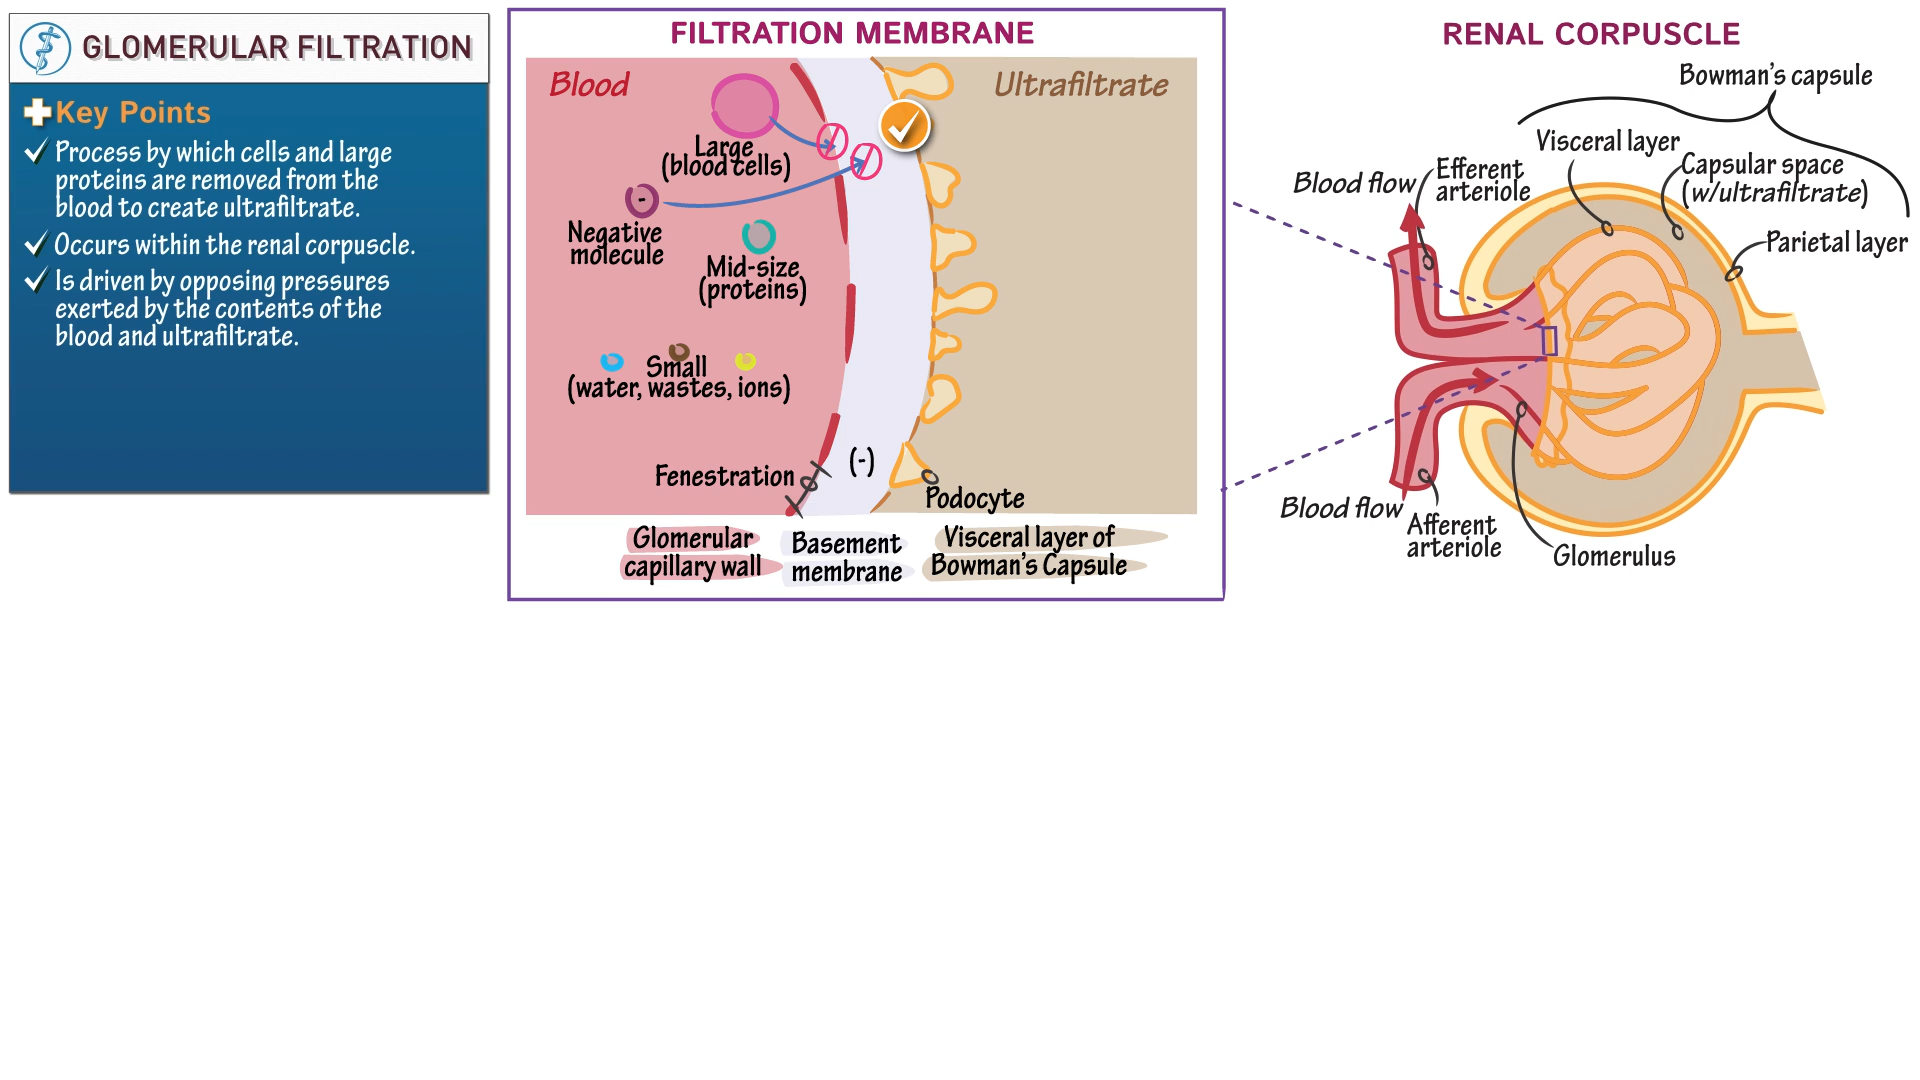 GLOMERULAR FILTRATION
Key Points
Process by which cells and large
proteins are removed from the
blood to create ultrafiltrate.
Occurs within the renal corpuscle.
Is driven by opposing pressures
exerted by the contents of the
blood and ultrafiltrate.
FILTRATION MEMBRANE
Blood
Ultrafiltrate
Large
(blood cells)
-
Negative
molecule
Mid-size
(proteins)
Small
(water, wastes, ions)
Fenestration
(-)
Podocyte
Glomerular
capillary wall
Basement
membrane
Visceral layer of
Bowman's Capsule
RENAL CORPUSCLE
Bowman's capsule
Visceral layer
Capsular space
(w/ultrafiltrate)
Efferent
arteriole
Blood flow
Parietal layer
Blood flow
Afferent
arteriole
Glomerulus